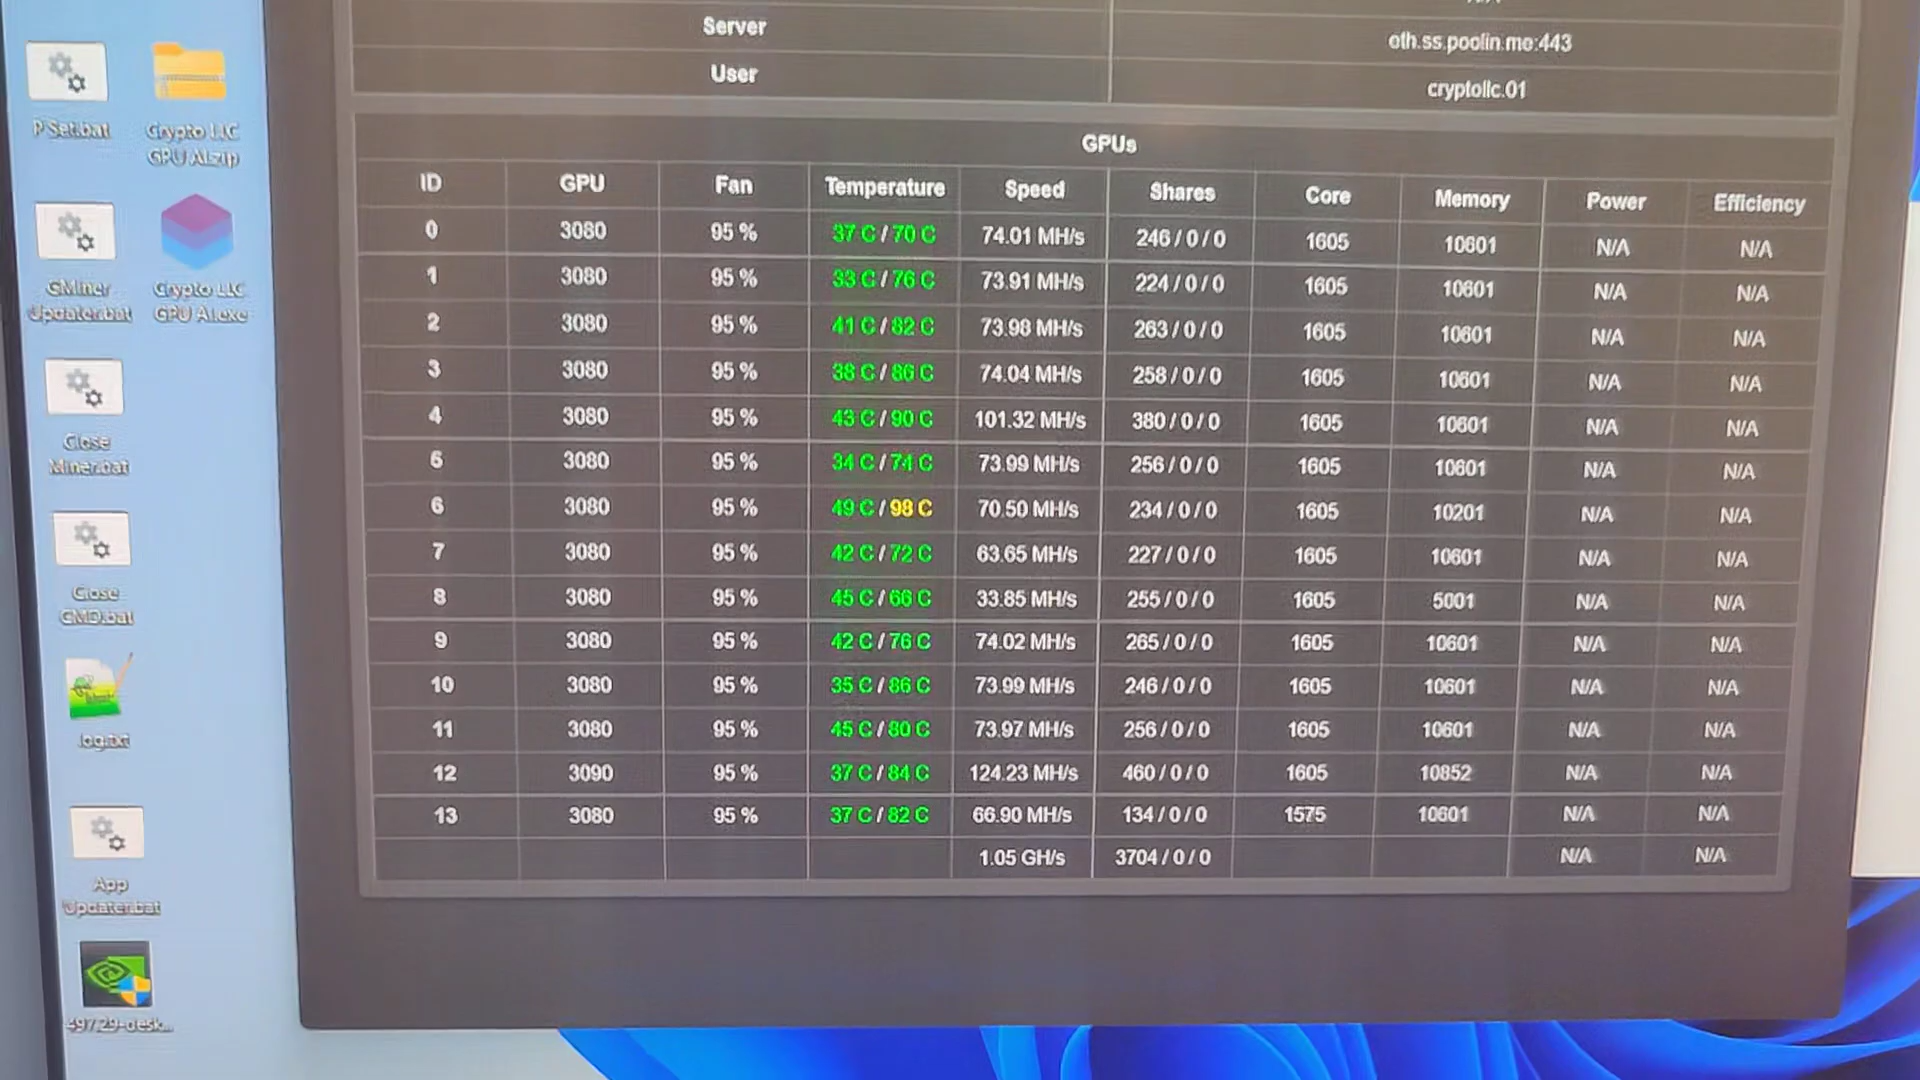 Server eth.ss.poolin.me:443
User cryptollc.01
GPUs
ID GPU Fan Temperature Speed Shares Core Memory Power Efficiency
0 3080 95 % 37 C / 70 C 74.01 MH/s 246 / 0 / 0 1605 10601 N/A N/A
1 3080 95 % 33 C / 76 C 73.91 MH/s 224 / 0 / 0 1605 10601 N/A N/A
2 3080 95 % 41 C / 82 C 73.98 MH/s 263 / 0 / 0 1605 10601 N/A N/A
3 3080 95 % 38 C / 86 C 74.04 MH/s 258 / 0 / 0 1605 10601 N/A N/A
4 3080 95 % 43 C / 90 C 101.32 MH/s 380 / 0 / 0 1605 10601 N/A N/A
5 3080 95 % 34 C / 74 C 73.99 MH/s 256 / 0 / 0 1605 10601 N/A N/A
6 3080 95 % 49 C / 98 C 70.50 MH/s 234 / 0 / 0 1605 10201 N/A N/A
7 3080 95 % 42 C / 72 C 63.65 MH/s 227 / 0 / 0 1605 10601 N/A N/A
8 3080 95 % 45 C / 66 C 33.85 MH/s 255 / 0 / 0 1605 5001 N/A N/A
9 3080 95 % 42 C / 76 C 74.02 MH/s 265 / 0 / 0 1605 10601 N/A N/A
10 3080 95 % 35 C / 86 C 73.99 MH/s 246 / 0 / 0 1605 10601 N/A N/A
11 3080 95 % 45 C / 80 C 73.97 MH/s 256 / 0 / 0 1605 10601 N/A N/A
12 3090 95 % 37 C / 84 C 124.23 MH/s 460 / 0 / 0 1605 10852 N/A N/A
13 3080 95 % 37 C / 82 C 66.90 MH/s 134 / 0 / 0 1575 10601 N/A N/A
1.05 GH/s 3704 / 0 / 0 N/A N/A
P Set.bat
Crypto LLC
GPU AI.zip
GMiner
Updater.bat
Crypto LLC
GPU AI.exe
Close
Miner.bat
Close
CMD.bat
log.txt
App
Updater.bat
497.29-desk...